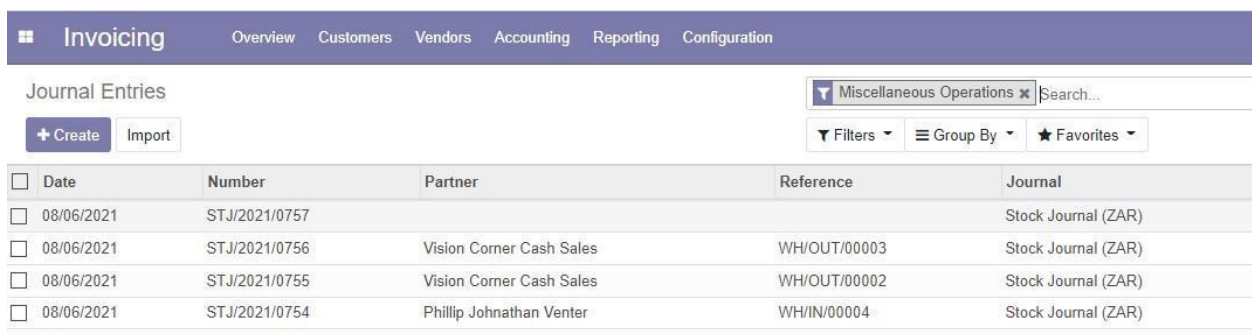 Invoicing Overview Customers Vendors Accounting Reporting Configuration
Journal Entries
Miscellaneous Operations Search...
Create Import
Filters Group By Favorites
Date Number Partner Reference Journal
08/06/2021 STJ/2021/0757 Stock Journal (ZAR)
08/06/2021 STJ/2021/0756 Vision Corner Cash Sales WH/OUT/00003 Stock Journal (ZAR)
08/06/2021 STJ/2021/0755 Vision Corner Cash Sales WH/OUT/00002 Stock Journal (ZAR)
08/06/2021 STJ/2021/0754 Phillip Johnathan Venter WH/IN/00004 Stock Journal (ZAR)